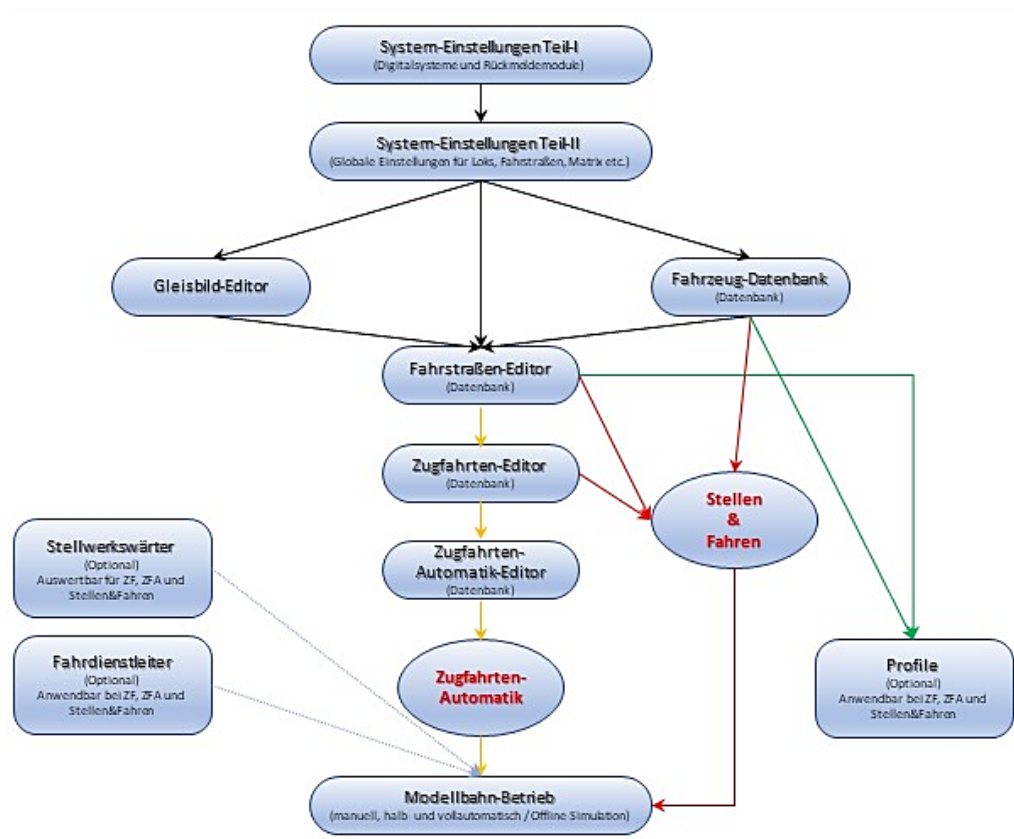 System-Einstellungen Teil-I
(Digitalsysteme und Rückmeldemodule)
System-Einstellungen Teil-II
(Globale Einstellungen für Loks, Fahrstraßen, Matrix etc.)
Gleisbild-Editor
Fahrzeug-Datenbank
(Datenbank)
Fahrstraßen-Editor
(Datenbank)
Zugfahrten-Editor
(Datenbank)
Stellen
&
Fahren
Stellwerkswärter
(Optional)
Auswertbar für ZF, ZFA und
Stellen&Fahren
Zugfahrten-
Automatik-Editor
(Datenbank)
Fahrdienstleiter
(Optional)
Anwendbar bei ZF, ZFA und
Stellen&Fahren
Zugfahrten-
Automatik
Profile
(Optional)
Anwendbar bei ZF, ZFA und
Stellen&Fahren
Modellbahn-Betrieb
(manuell, halb- und vollautomatisch / Offline Simulation)